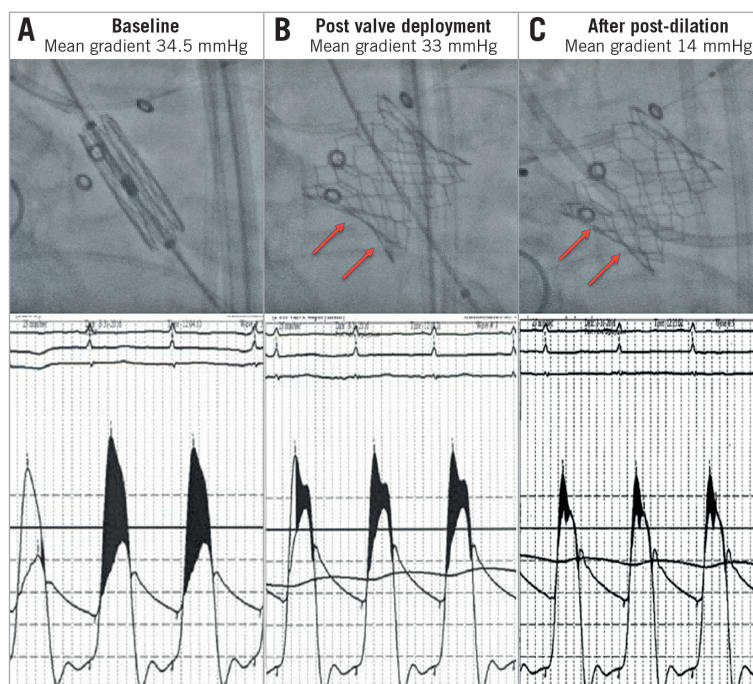 A
Baseline
Mean gradient 34.5 mmHg
B
Post valve deployment
Mean gradient 33 mmHg
C
After post-dilation
Mean gradient 14 mmHg